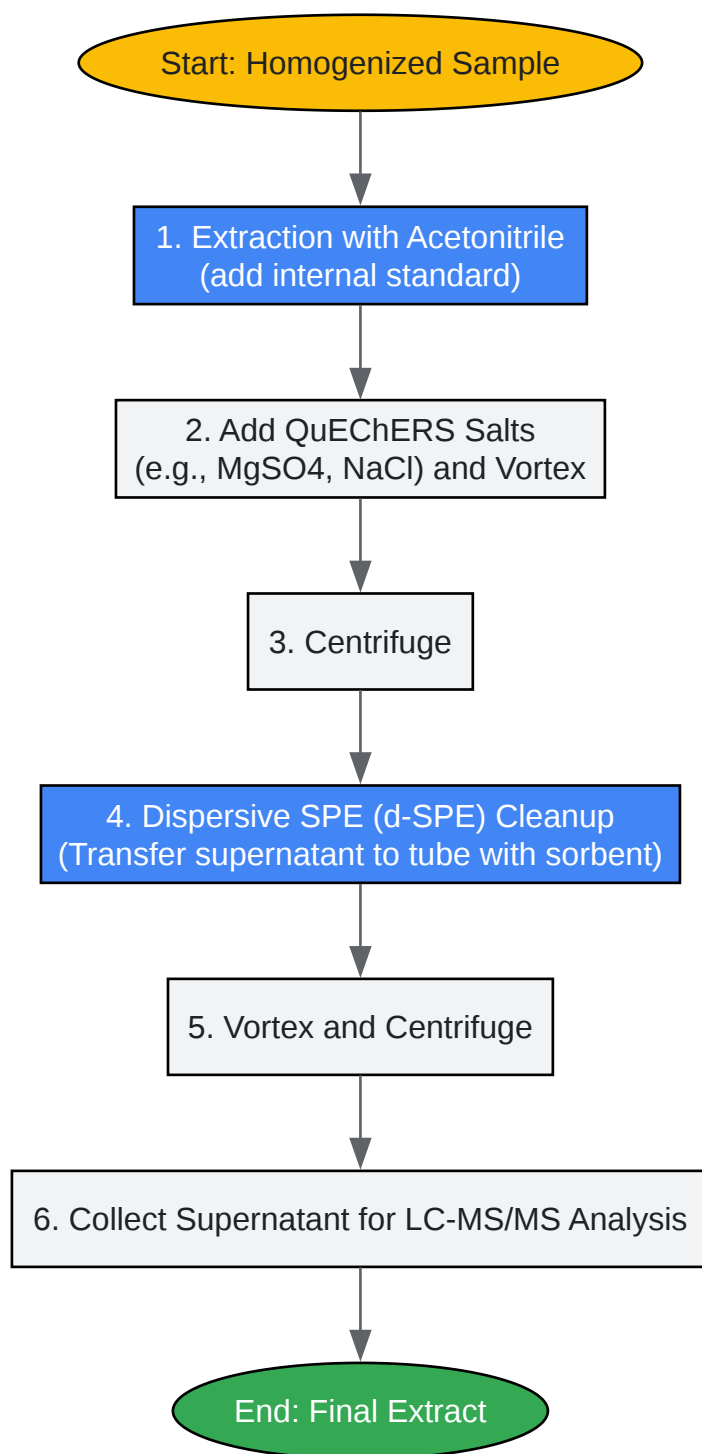 Start: Homogenized Sample
1. Extraction with Acetonitrile
(add internal standard)
2. Add QuEChERS Salts
(e.g., MgSO4, NaCl) and Vortex
3. Centrifuge
4. Dispersive SPE (d-SPE) Cleanup
(Transfer supernatant to tube with sorbent)
5. Vortex and Centrifuge
6. Collect Supernatant for LC-MS/MS Analysis
End: Final Extract